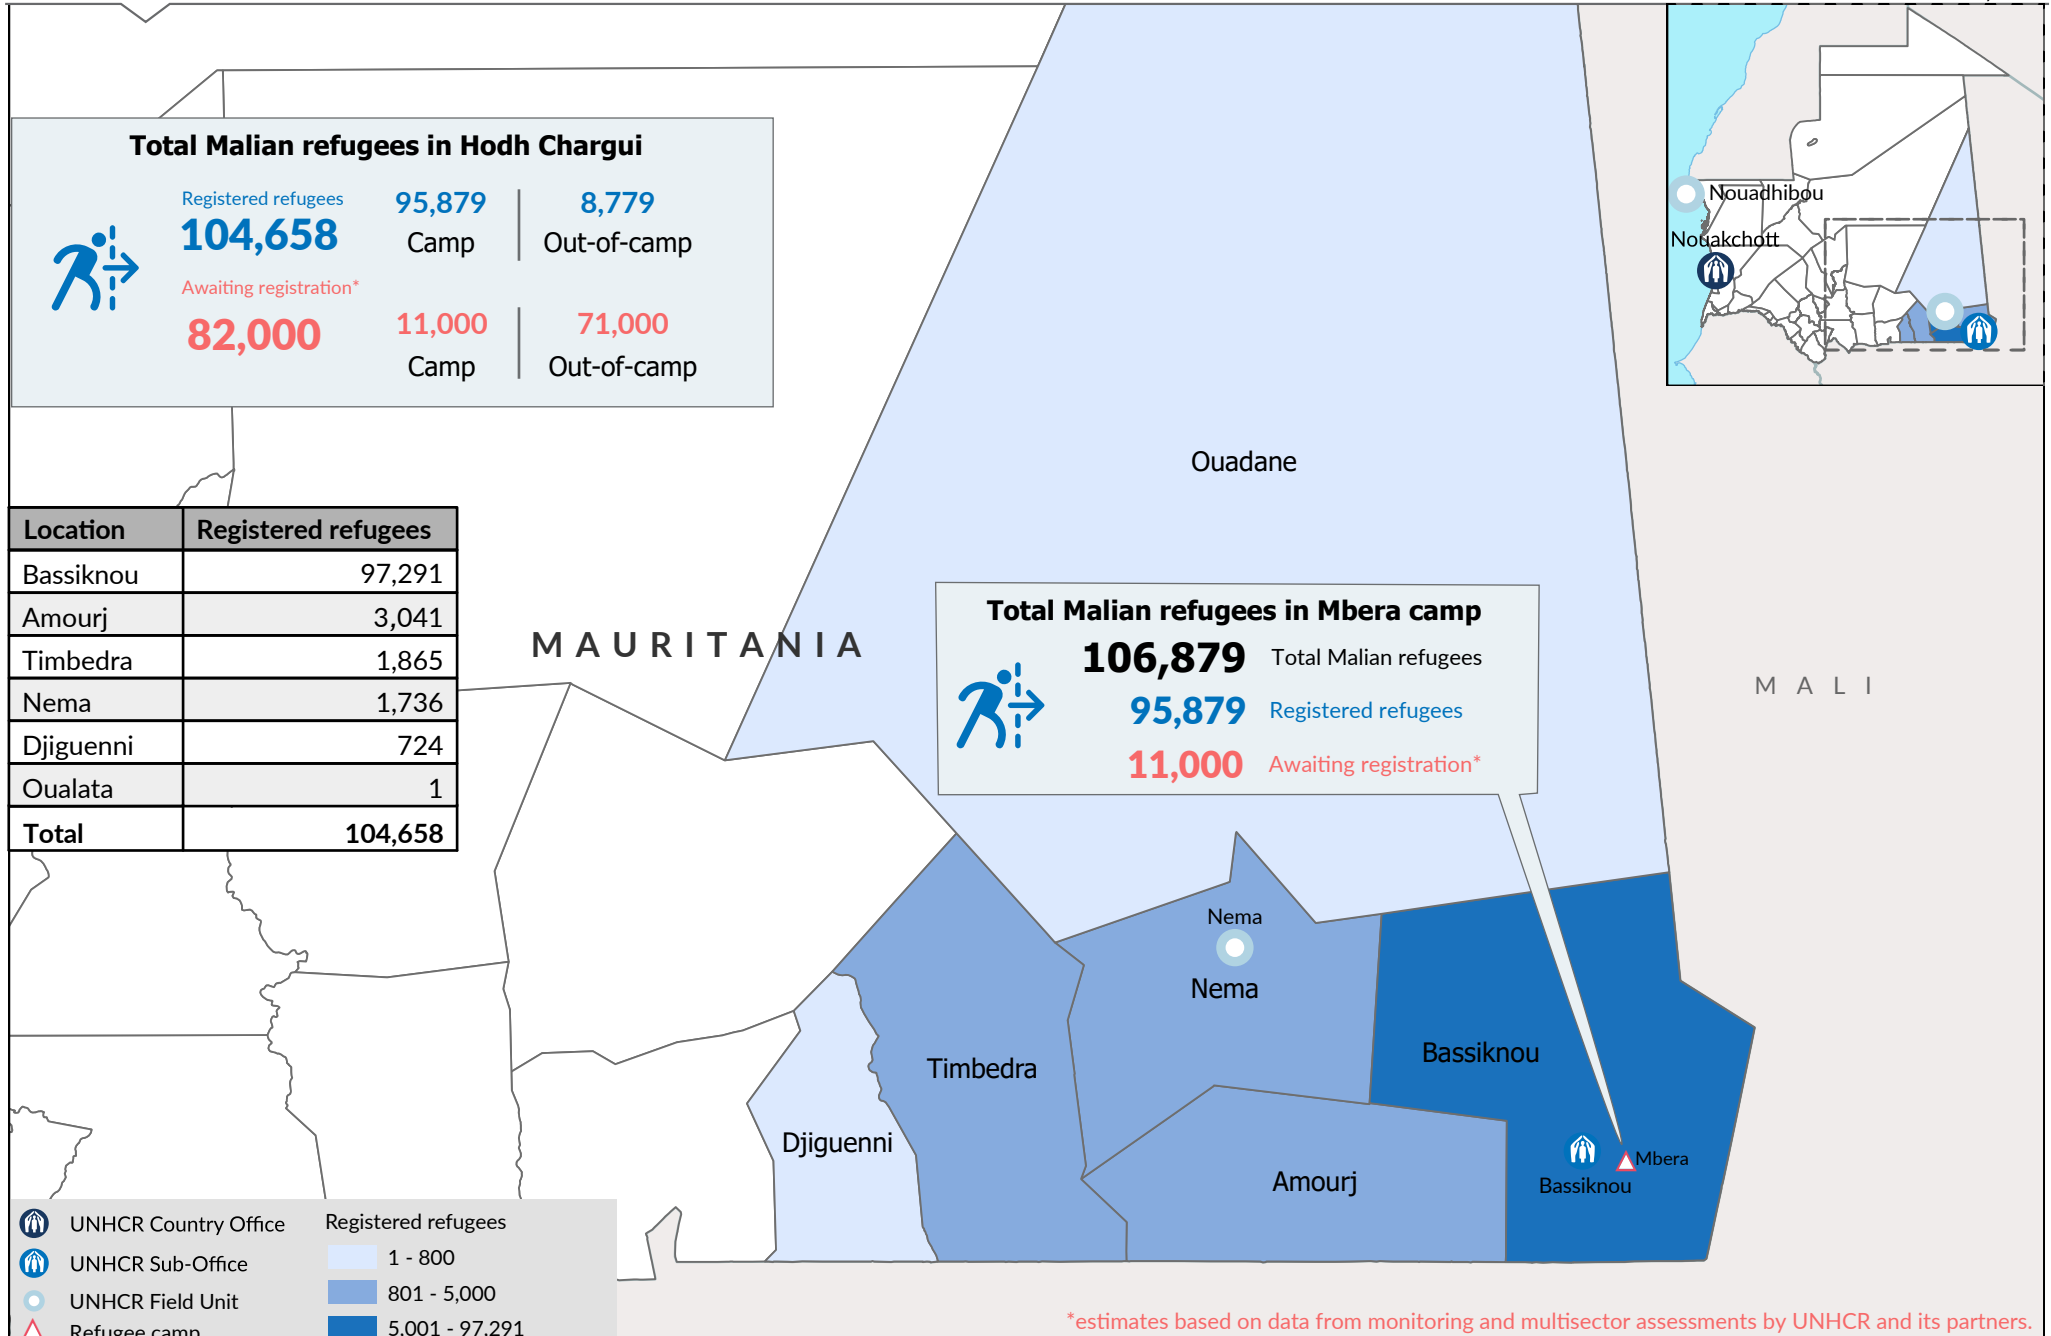 Total Malian refugees in Hodh Chargui
Registered refugees
104,658
95,879
Camp
8,779
Out-of-camp
Awaiting registration*
82,000
11,000
Camp
71,000
Out-of-camp
Nouadhibou
Nouakchott
Ouadane
Location Registered refugees
Bassiknou 97,291
Amourj 3,041
Timbedra 1,865
Nema 1,736
Djiguenni 724
Oualata 1
Total 104,658
MAURITANIA
Total Malian refugees in Mbera camp
106,879 Total Malian refugees
95,879 Registered refugees
11,000 Awaiting registration*
MALI
Nema
Nema
Timbedra
Bassiknou
Djiguenni
Amourj
Mbera
Bassiknou
UNHCR Country Office
UNHCR Sub-Office
UNHCR Field Unit
Refugee camp
Registered refugees
1 - 800
801 - 5,000
5,001 - 97,291
*estimates based on data from monitoring and multisector assessments by UNHCR and its partners.